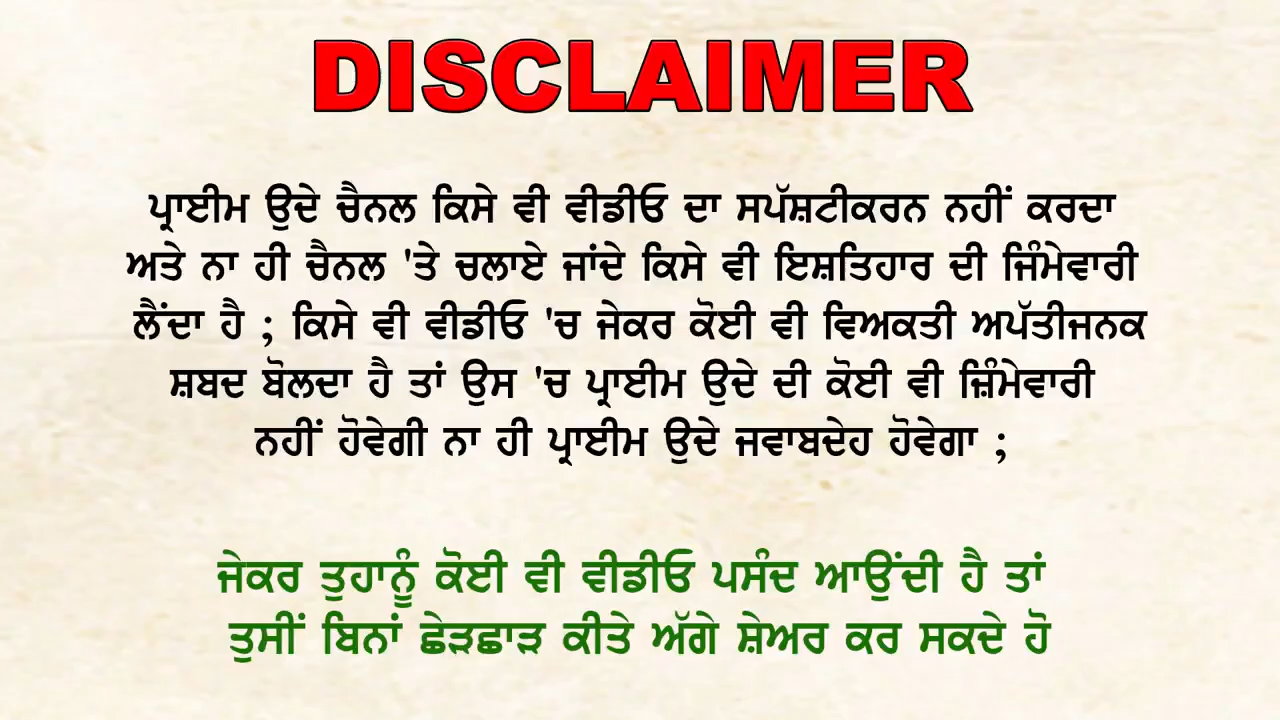 DISCLAIMER
ਪ੍ਰਾਈਮ ਉਦੇ ਚੈਨਲ ਕਿਸੇ ਵੀ ਵੀਡੀਓ ਦਾ ਸਪੱਸ਼ਟੀਕਰਨ ਨਹੀਂ ਕਰਦਾ
ਅਤੇ ਨਾ ਹੀ ਚੈਨਲ 'ਤੇ ਚਲਾਏ ਜਾਂਦੇ ਕਿਸੇ ਵੀ ਇਸ਼ਤਿਹਾਰ ਦੀ ਜਿੰਮੇਵਾਰੀ
ਲੈਂਦਾ ਹੈ ; ਕਿਸੇ ਵੀ ਵੀਡੀਓ 'ਚ ਜੇਕਰ ਕੋਈ ਵੀ ਵਿਅਕਤੀ ਅਪੱਤੀਜਨਕ
ਸ਼ਬਦ ਬੋਲਦਾ ਹੈ ਤਾਂ ਉਸ 'ਚ ਪ੍ਰਾਈਮ ਉਦੇ ਦੀ ਕੋਈ ਵੀ ਜ਼ਿੰਮੇਵਾਰੀ
ਨਹੀਂ ਹੋਵੇਗੀ ਨਾ ਹੀ ਪ੍ਰਾਈਮ ਉਦੇ ਜਵਾਬਦੇਹ ਹੋਵੇਗਾ ;
ਜੇਕਰ ਤੁਹਾਨੂੰ ਕੋਈ ਵੀ ਵੀਡੀਓ ਪਸੰਦ ਆਉਂਦੀ ਹੈ ਤਾਂ
ਤੁਸੀਂ ਬਿਨਾਂ ਛੇੜਛਾੜ ਕੀਤੇ ਅੱਗੇ ਸ਼ੇਅਰ ਕਰ ਸਕਦੇ ਹੋ